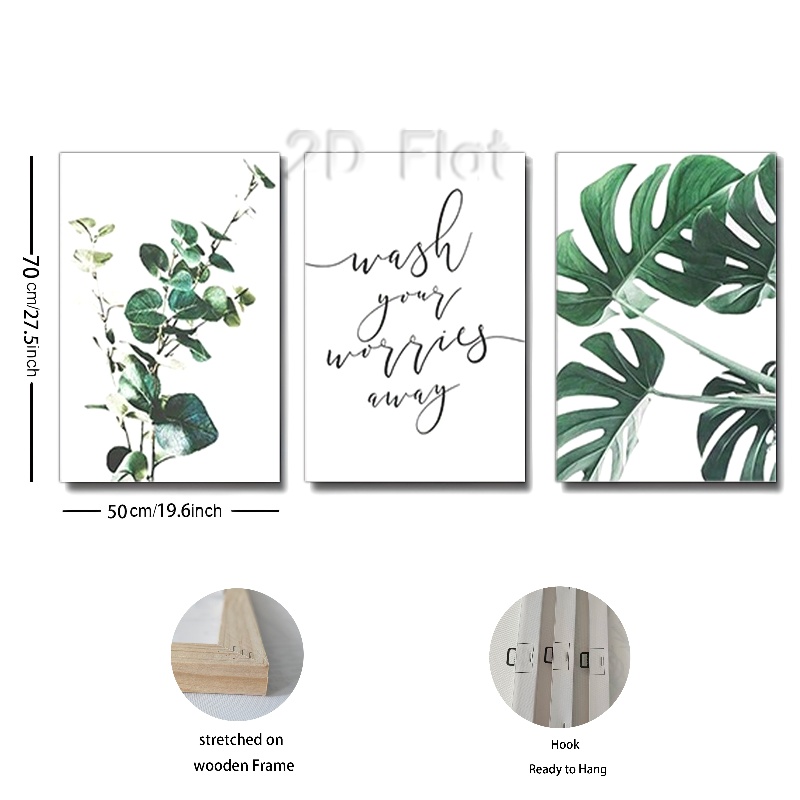 2D Flat
70cm/27.5inch
wash
your
worries
away
50cm/19.6inch
stretched on
wooden Frame
Hook
Ready to Hang